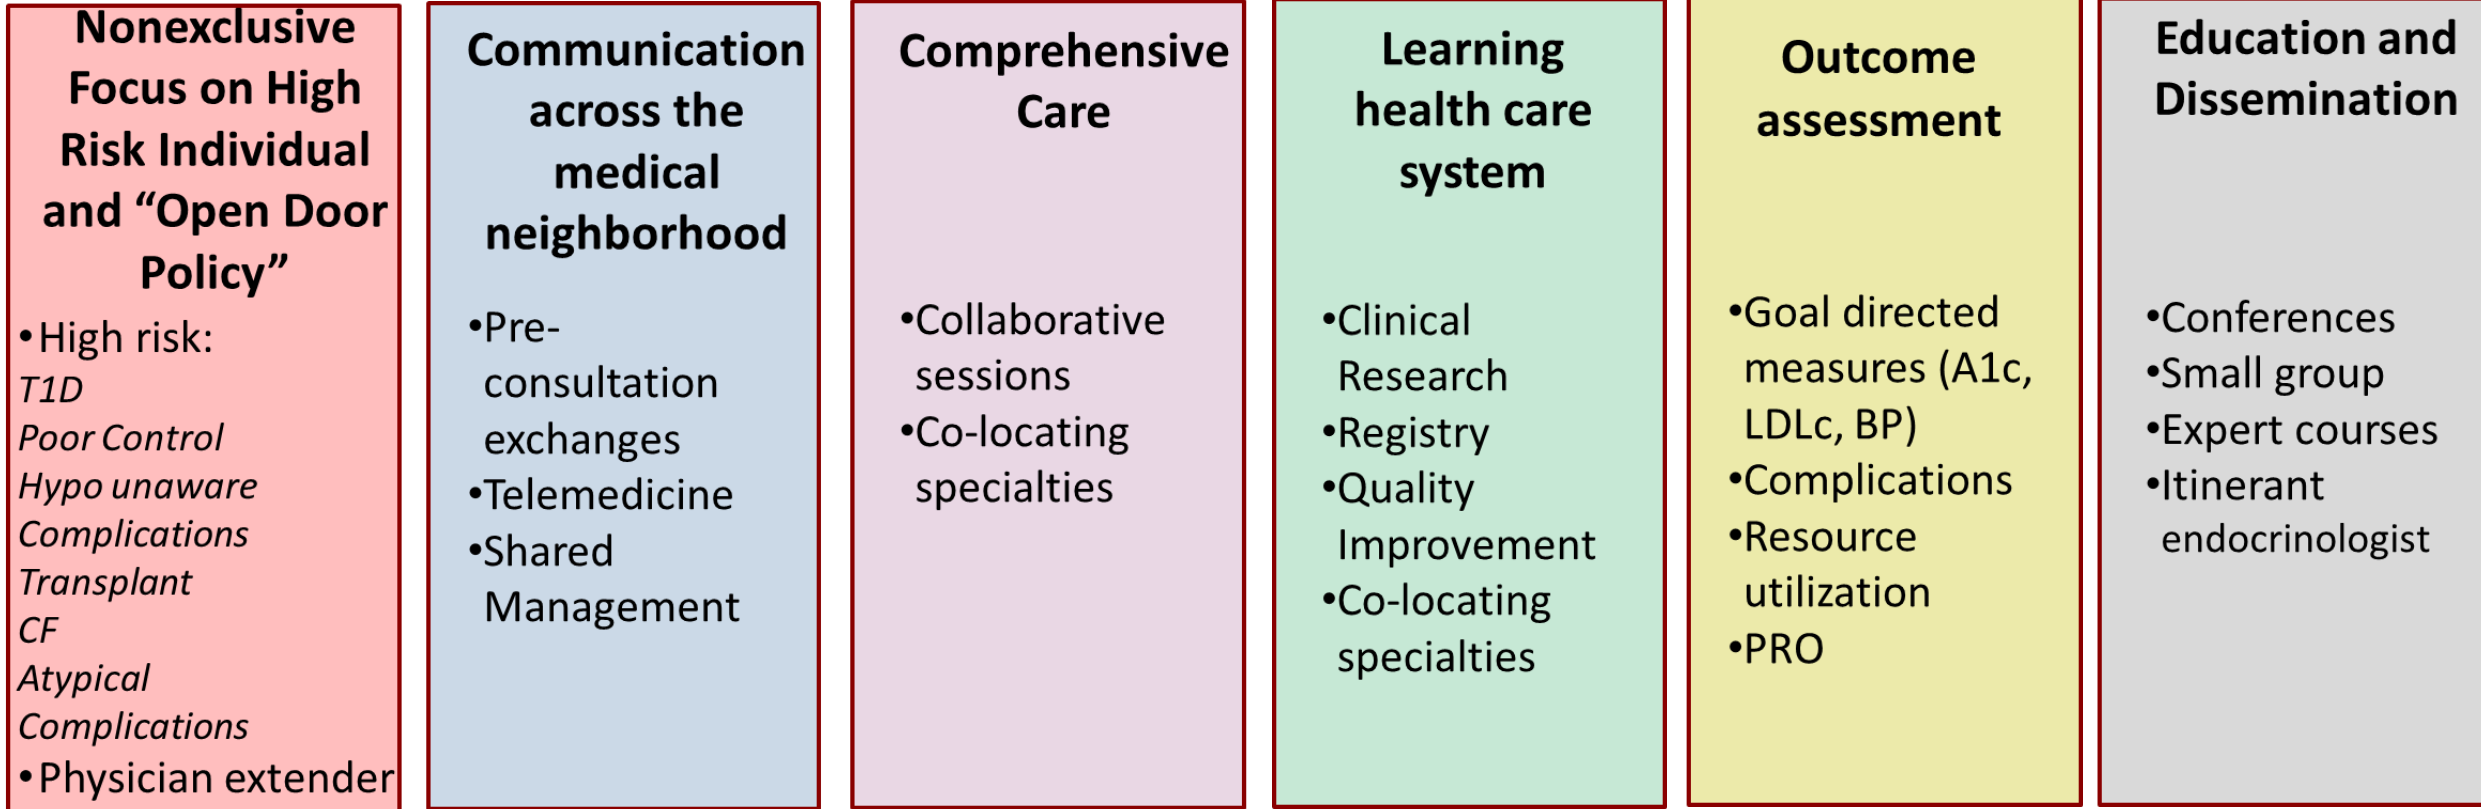 Nonexclusive
Focus on High
Risk Individual
and “Open Door
Policy”
•High risk:
T1D
Poor Control
Hypo unaware
Complications
Transplant
CF
Atypical
Complications
•Physician extender
Communication
across the
medical
neighborhood
•Pre-
consultation
exchanges
•Telemedicine
•Shared
Management
Comprehensive
Care
•Collaborative
sessions
•Co-locating
specialties
Learning
health care
system
•Clinical
Research
•Registry
•Quality
Improvement
•Co-locating
specialties
Outcome
assessment
•Goal directed
measures (A1c,
LDLc, BP)
•Complications
•Resource
utilization
•PRO
Education and
Dissemination
•Conferences
•Small group
•Expert courses
•Itinerant
endocrinologist